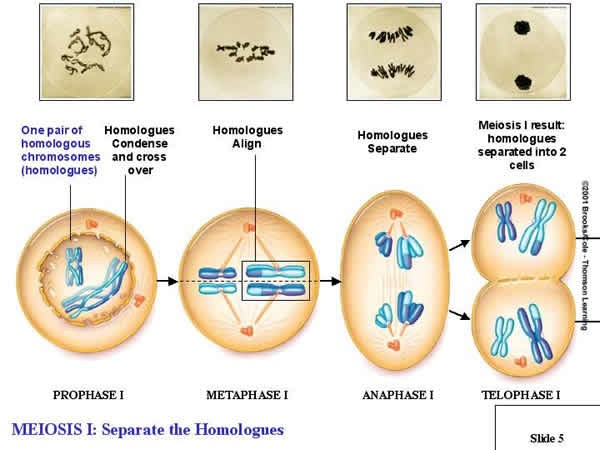 One pair of
homologous
chromosomes
(homologues)
Homologues
Condense
and cross
over
Homologues
Align
Homologues
Separate
Meiosis I result:
homologues
separated into 2
cells
©2001 Brooks/Cole - Thomson Learning
PROPHASE I
METAPHASE I
ANAPHASE I
TELOPHASE I
MEIOSIS I: Separate the Homologues
Slide 5